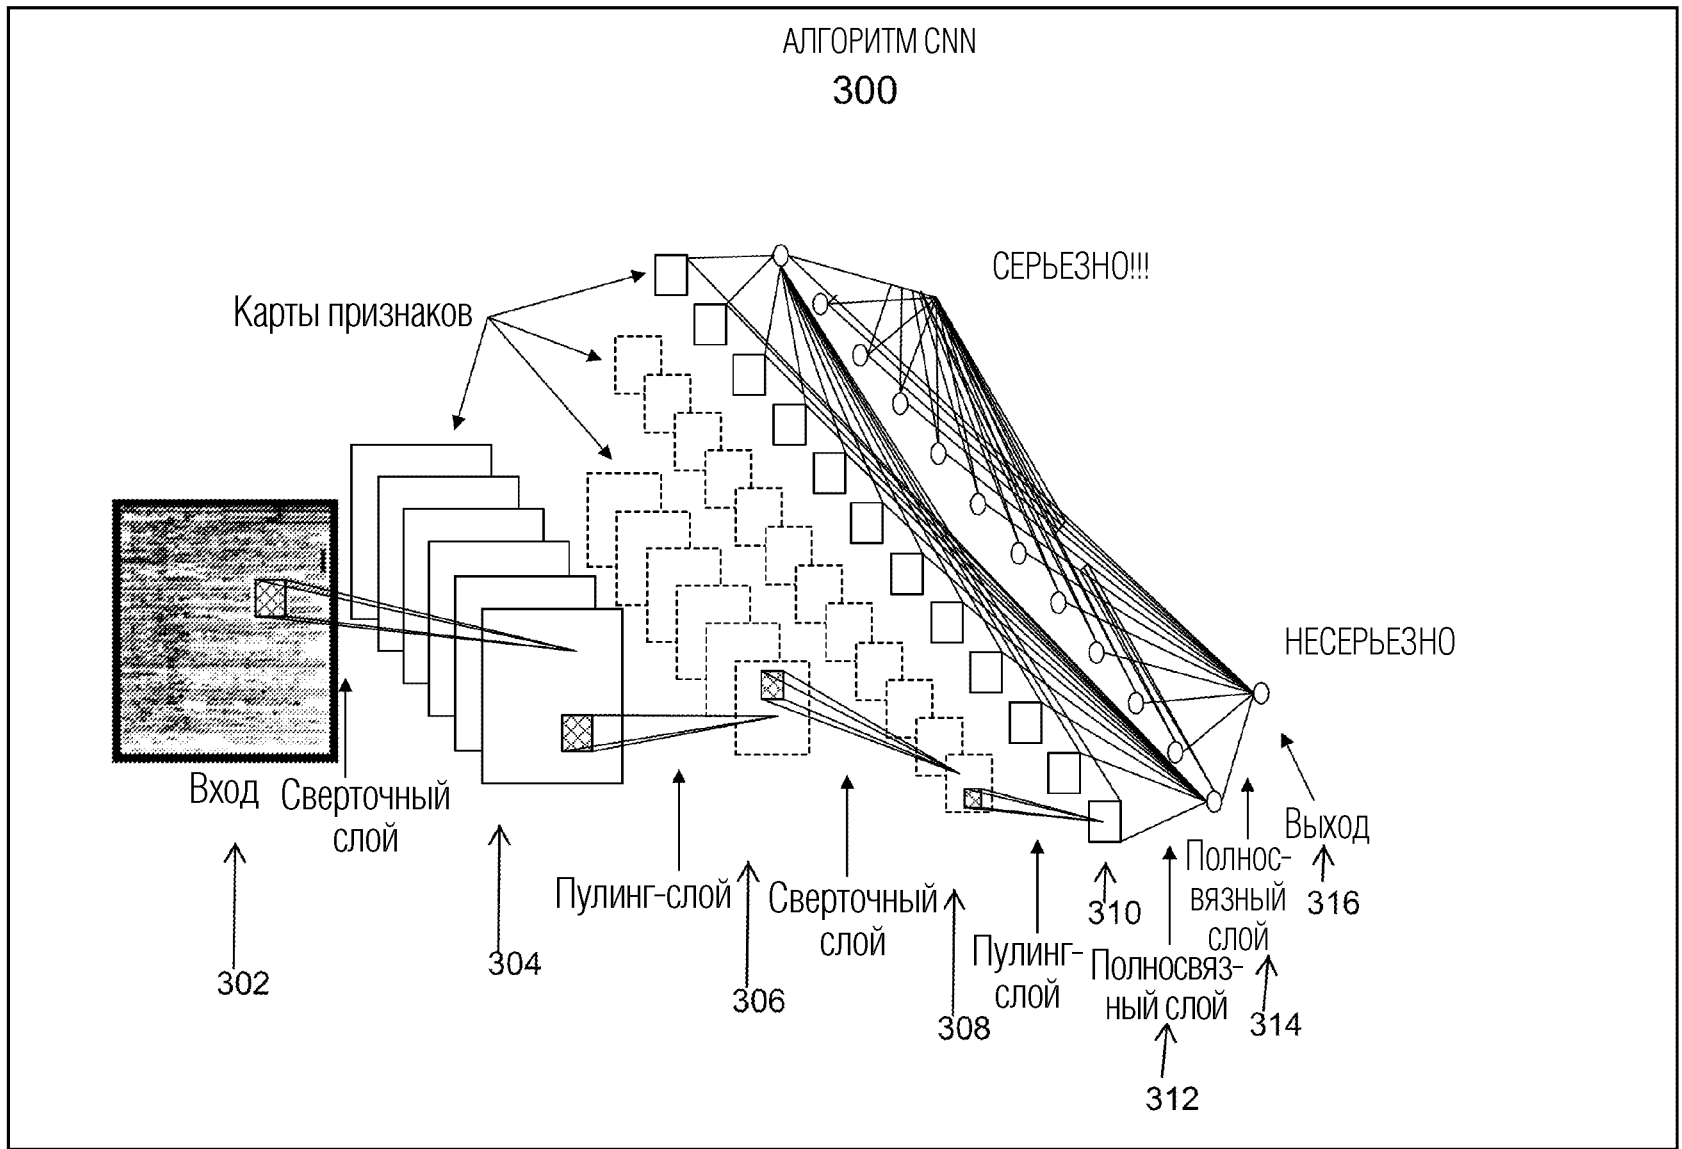 АЛГОРИТМ CNN
300
СЕРЬЕЗНО!!!
Карты признаков
НЕСЕРЬЕЗНО
Вход
Сверточный
слой
Выход
Пулинг-слой
Сверточный
слой
Полнос-
вязный
слой
Пулинг-
слой
Полносвяз-
ный слой
302
304
306
308
310
312
314
316